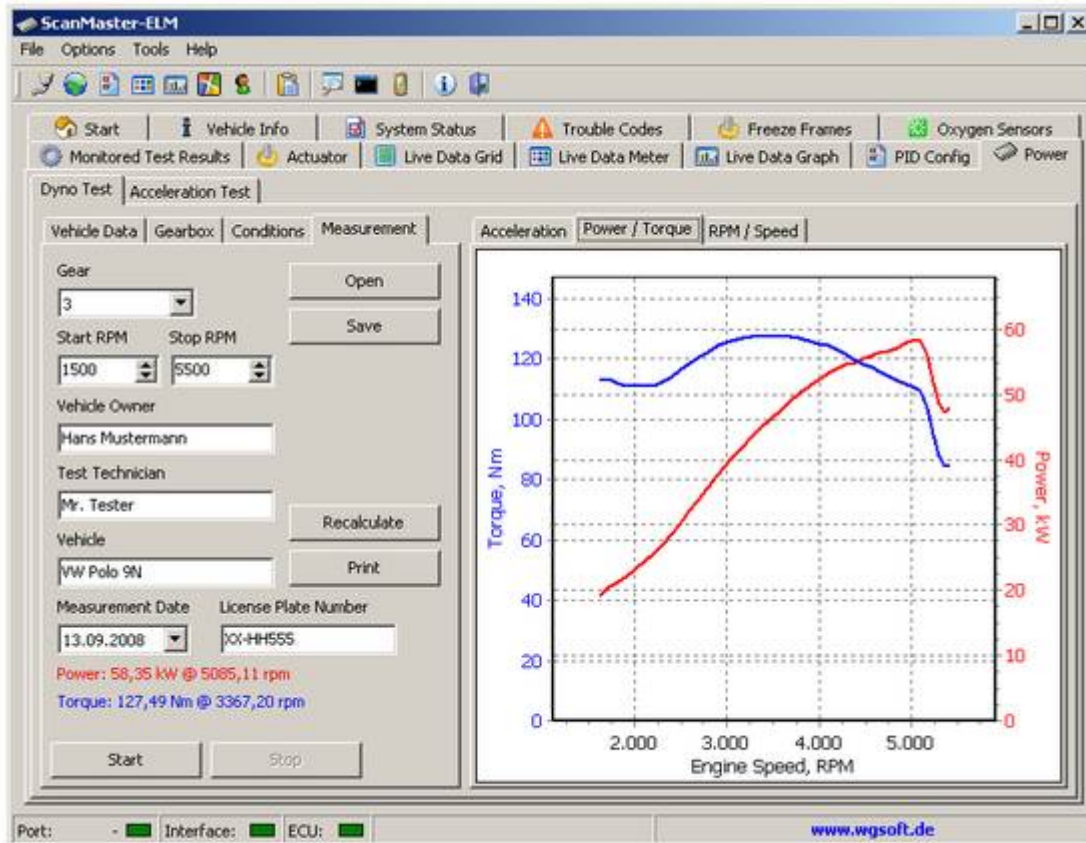 ScanMaster-ELM
File Options Tools Help
Start Vehicle Info System Status Trouble Codes Freeze Frames Oxygen Sensors
Monitored Test Results Actuator Live Data Grid Live Data Meter Live Data Graph PID Config Power
Dyno Test Acceleration Test
Vehicle Data Gearbox Conditions Measurement
Gear
3
Open
Start RPM Stop RPM
Save
1500 5500
Vehicle Owner
Hans Mustermann
Test Technician
Mr. Tester
Recalculate
Vehicle
VW Polo 9N
Print
Measurement Date License Plate Number
13.09.2008 XX-HH555
Power: 58,35 kW @ 5085,11 rpm
Torque: 127,49 Nm @ 3367,20 rpm
Start Stop
Acceleration Power / Torque RPM / Speed
Torque, Nm
140
120
100
80
60
40
20
0
Power, kW
60
50
40
30
20
10
0
2.000 3.000 4.000 5.000
Engine Speed, RPM
Port: - Interface: ECU: www.wgsoft.de